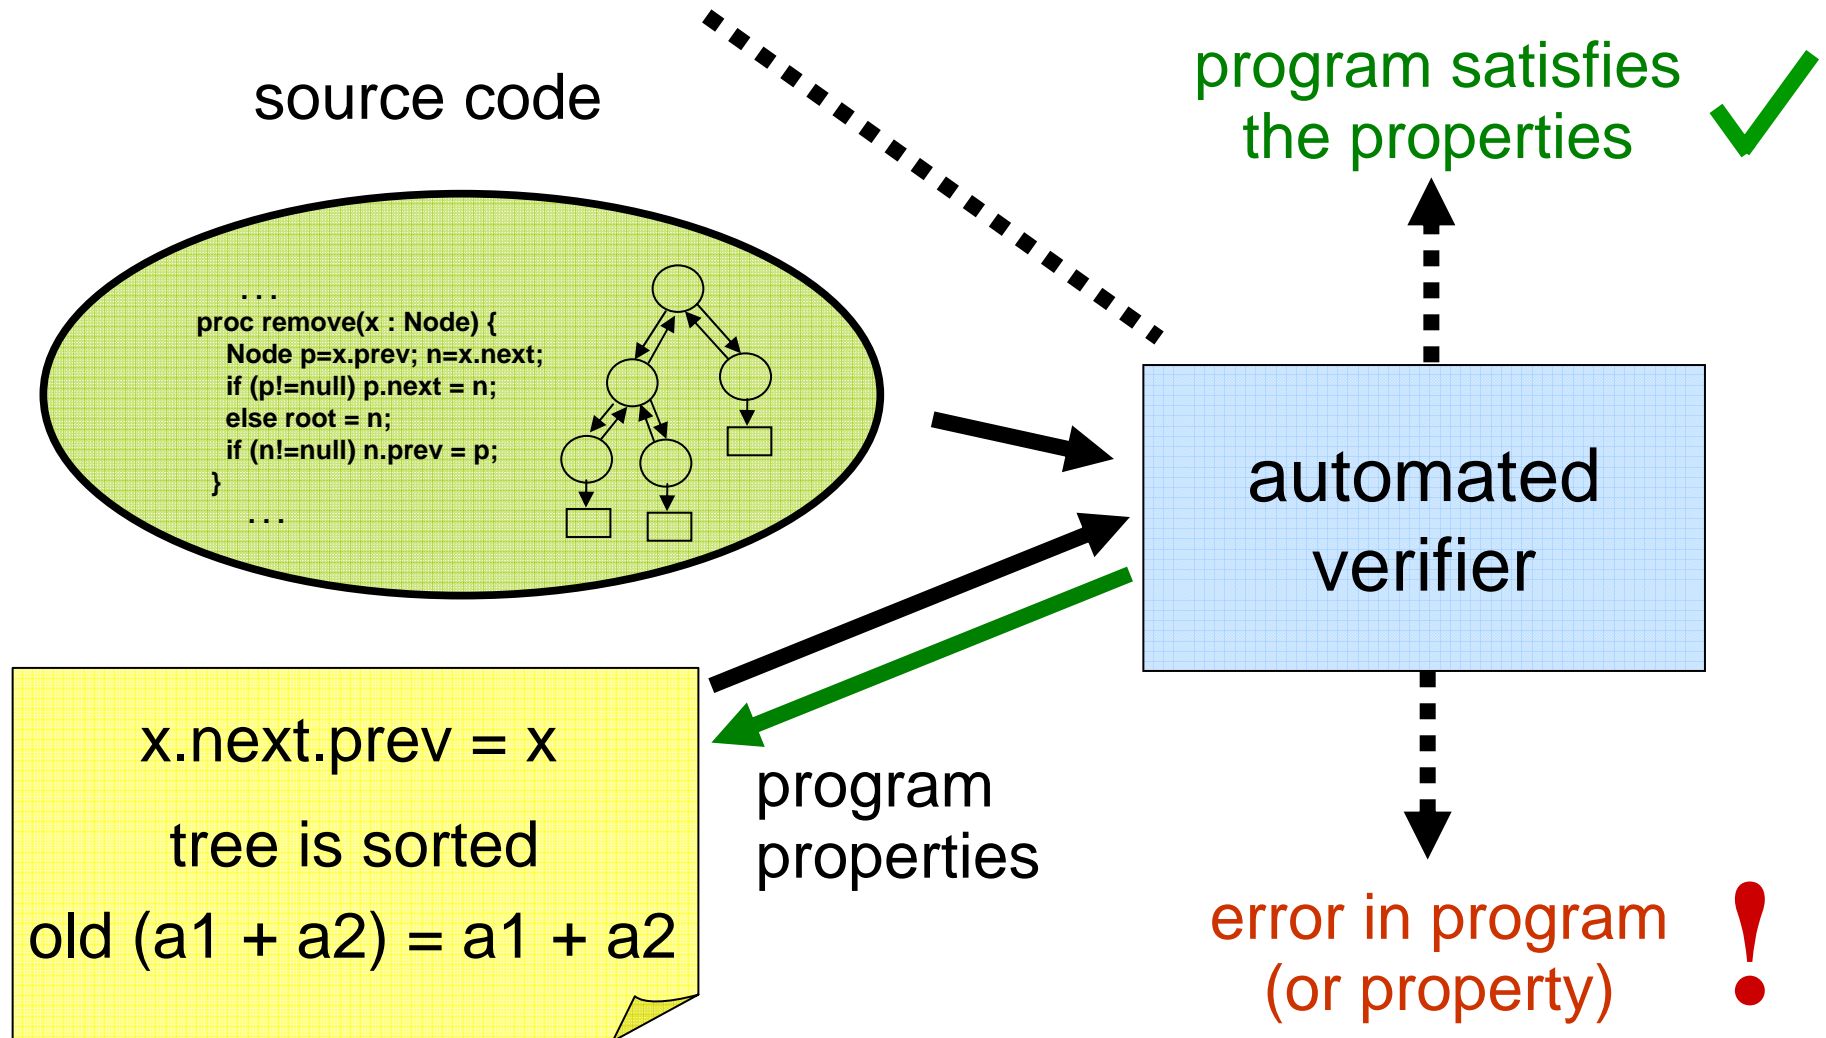 source code
. . .
proc remove(x : Node) {
Node p=x.prev; n=x.next;
if (p!=null) p.next = n;
else root = n;
if (n!=null) n.prev = p;
}
. . .
x.next.prev = x
tree is sorted
old (a1 + a2) = a1 + a2
program
properties
automated
verifier
program satisfies
the properties
error in program
(or property)
!